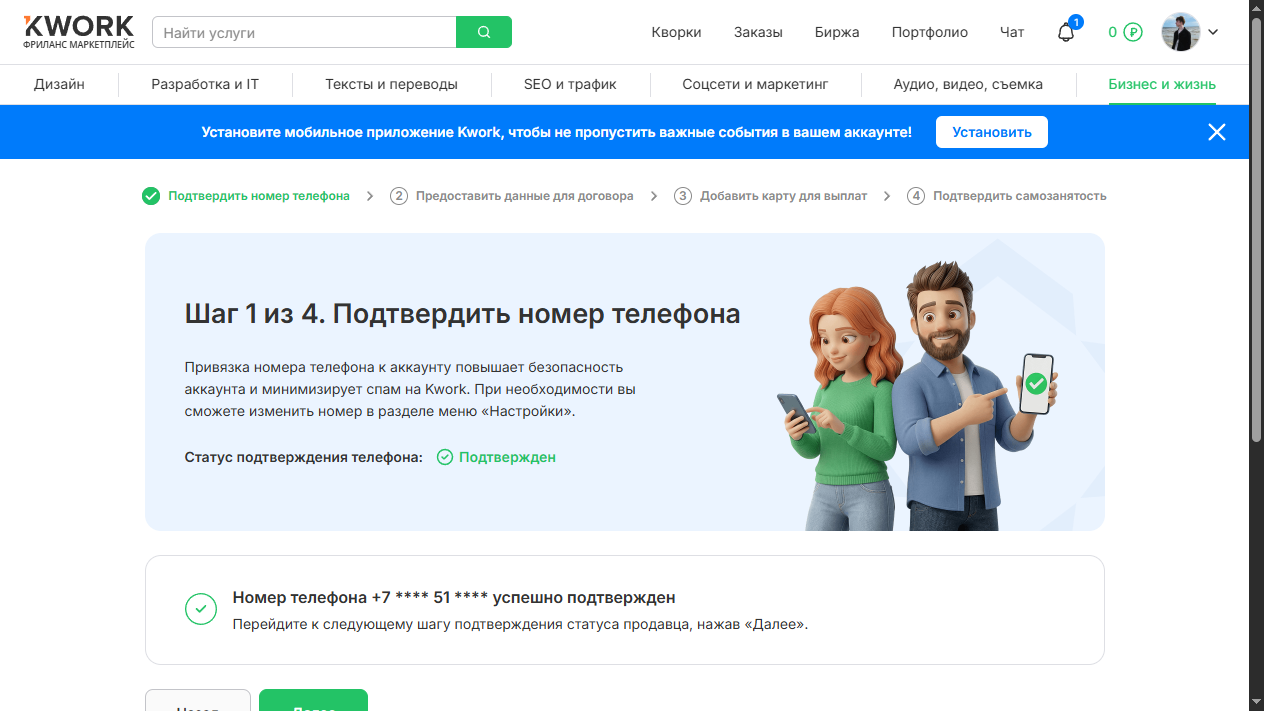 KWORK
ФРИЛАНС МАРКЕТПЛЕЙС
Найти услуги
Кворки
Заказы
Биржа
Портфолио
Чат
1
0 ₽
Дизайн
Разработка и IT
Тексты и переводы
SEO и трафик
Соцсети и маркетинг
Аудио, видео, съемка
Бизнес и жизнь
Установите мобильное приложение Kwork, чтобы не пропустить важные события в вашем аккаунте!
Установить
Подтвердить номер телефона
2 Предоставить данные для договора
3 Добавить карту для выплат
4 Подтвердить самозанятость
Шаг 1 из 4. Подтвердить номер телефона
Привязка номера телефона к аккаунту повышает безопасность
аккаунта и минимизирует спам на Kwork. При необходимости вы
сможете изменить номер в разделе меню «Настройки».
Статус подтверждения телефона: Подтвержден
Номер телефона +7 **** 51 **** успешно подтвержден
Перейдите к следующему шагу подтверждения статуса продавца, нажав «Далее».
Назад
Далее